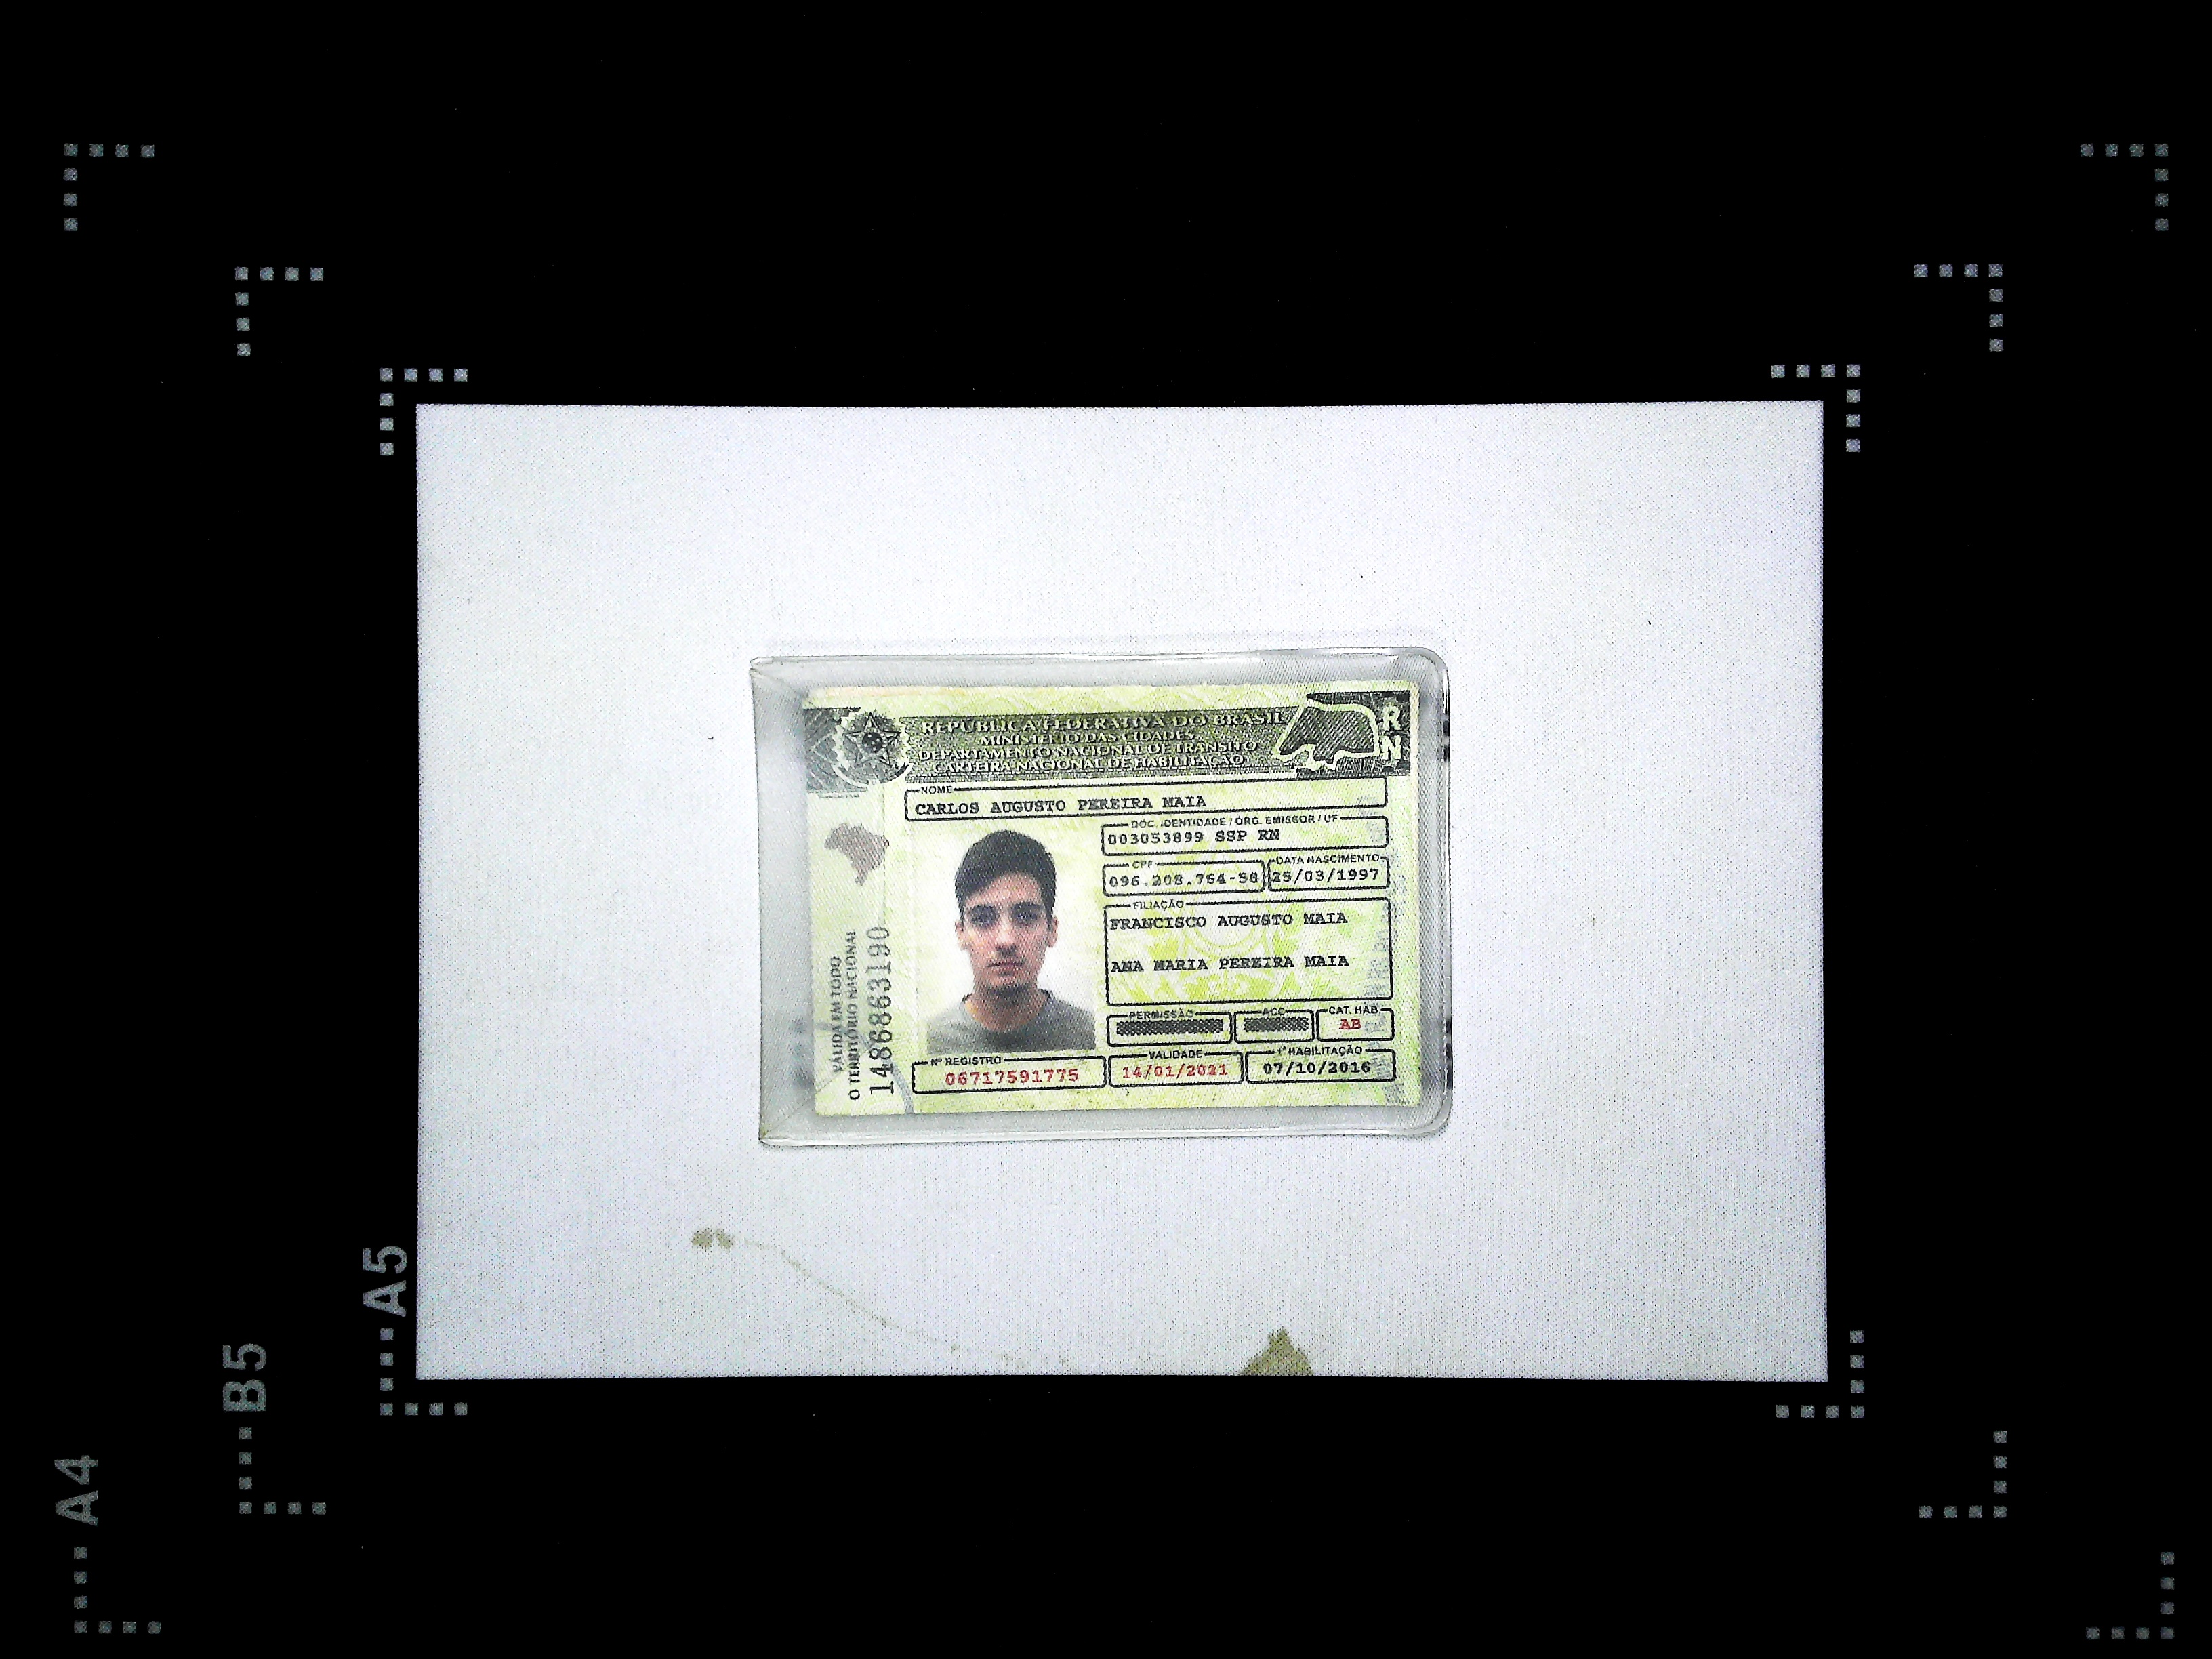 REPÚBLICA FEDERATIVA DO BRASIL
MINISTÉRIO DAS CIDADES
DEPARTAMENTO NACIONAL DE TRÂNSITO
CARTEIRA NACIONAL DE HABILITAÇÃO
RN
NOME
CARLOS AUGUSTO PEREIRA MAIA
DOC. IDENTIDADE / ÓRG. EMISSOR / UF
003053899 SSP RN
CPF DATA NASCIMENTO
096.208.764-58 25/03/1997
FILIAÇÃO
FRANCISCO AUGUSTO MAIA
ANA MARIA PEREIRA MAIA
PERMISSÃO ACC CAT. HAB.
AB
Nº REGISTRO VALIDADE 1ª HABILITAÇÃO
06717591775 14/01/2021 07/10/2016
VÁLIDA EM TODO
O TERRITÓRIO NACIONAL
1486863190
A5
B5
A4